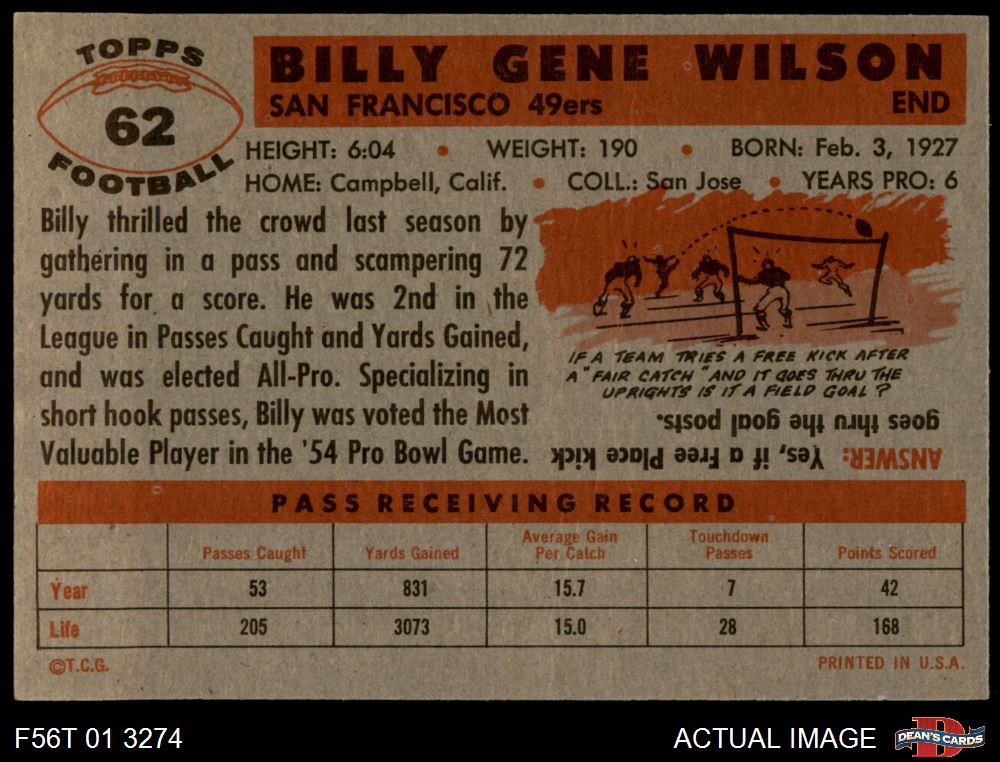 TOPPS
62
FOOTBALL
BILLY GENE WILSON
SAN FRANCISCO 49ers END
HEIGHT: 6:04 • WEIGHT: 190 • BORN: Feb. 3, 1927
HOME: Campbell, Calif. • COLL.: San Jose • YEARS PRO: 6
Billy thrilled the crowd last season by
gathering in a pass and scampering 72
yards for a score. He was 2nd in the
League in Passes Caught and Yards Gained,
and was elected All-Pro. Specializing in
short hook passes, Billy was voted the Most
Valuable Player in the '54 Pro Bowl Game.
IF A TEAM TRIES A FREE KICK AFTER
A "FAIR CATCH" AND IT GOES THRU THE
UPRIGHTS IS IT A FIELD GOAL?
ANSWER: Yes, if a Free Place kick
goes thru the goal posts.
PASS RECEIVING RECORD
Passes Caught Yards Gained Average Gain Per Catch Touchdown Passes Points Scored
Year 53 831 15.7 7 42
Life 205 3073 15.0 28 168
©T.C.G. PRINTED IN U.S.A.
F56T 01 3274 ACTUAL IMAGE DEAN'S CARDS